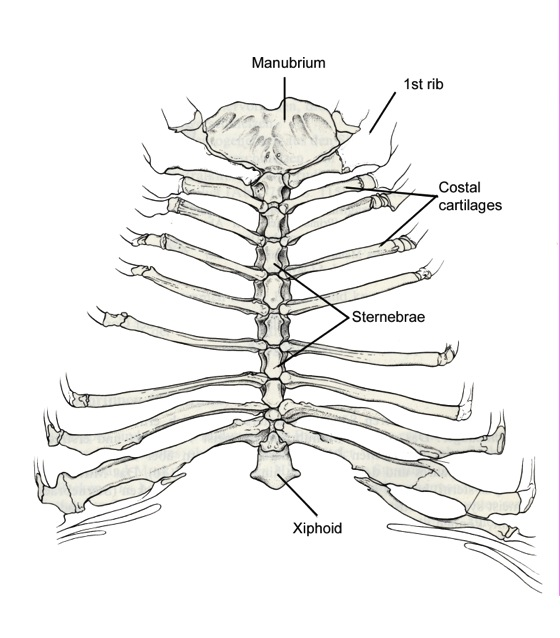 Manubrium
1st rib
Costal
cartilages
Sternebrae
Xiphoid